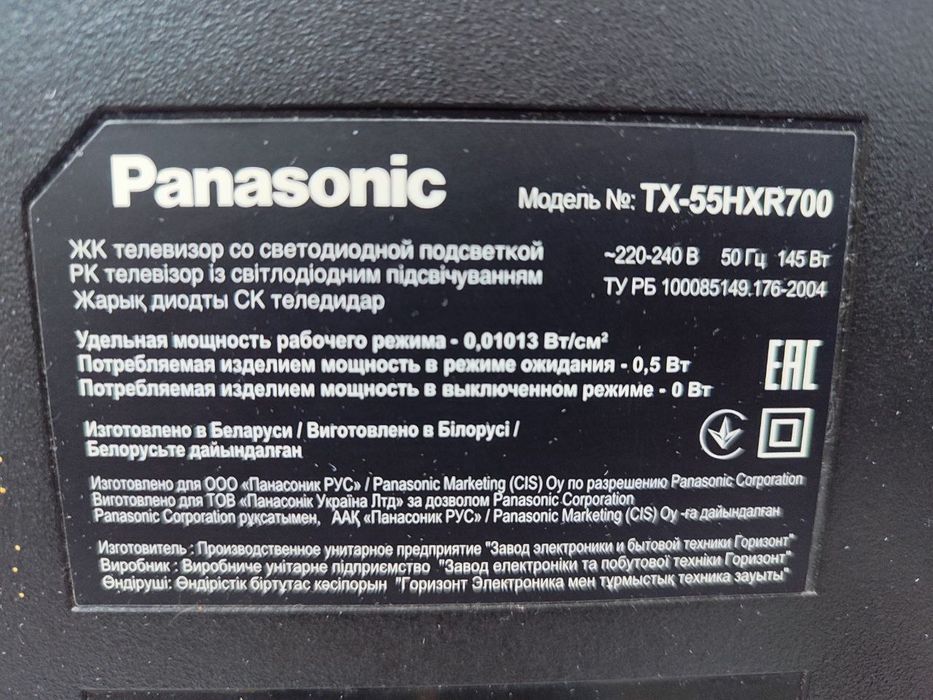 Panasonic
Модель №: TX-55HXR700
ЖК телевизор со светодиодной подсветкой
~220-240 В 50 Гц 145 Вт
РК телевізор із світлодіодним підсвічуванням
ТУ РБ 100085149.176-2004
Жарық диодты СК теледидар
Удельная мощность рабочего режима - 0,01013 Вт/см²
Потребляемая изделием мощность в режиме ожидания - 0,5 Вт
Потребляемая изделием мощность в выключенном режиме - 0 Вт
EAC
Изготовлено в Беларуси / Виготовлено в Білорусі /
Белорусьте дайындалған
Изготовлено для ООО «Панасоник РУС» / Panasonic Marketing (CIS) Oy по разрешению Panasonic Corporation
Виготовлено для ТОВ «Панасонік Україна Лтд» за дозволом Panasonic Corporation
Panasonic Corporation рұқсатымен, ААҚ «Панасоник РУС» / Panasonic Marketing (CIS) Oy -ға дайындалған
Изготовитель : Производственное унитарное предприятие "Завод электроники и бытовой техники Горизонт"
Виробник : Виробниче унітарне підприємство "Завод електроніки та побутової техніки Горизонт"
Өндіруші: Өндірістік біртұтас кәсіпорын "Горизонт Электроника мен тұрмыстық техника зауыты"